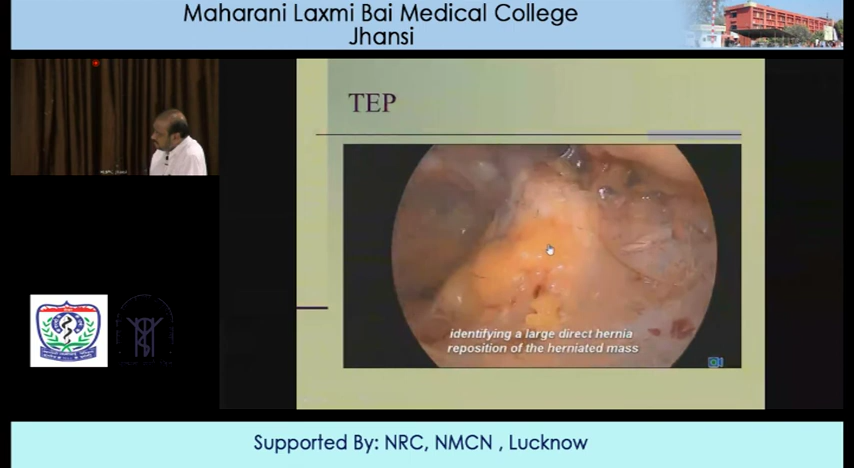 Maharani Laxmi Bai Medical College
Jhansi
TEP
identifying a large direct hernia
reposition of the herniated mass
Supported By: NRC, NMCN , Lucknow